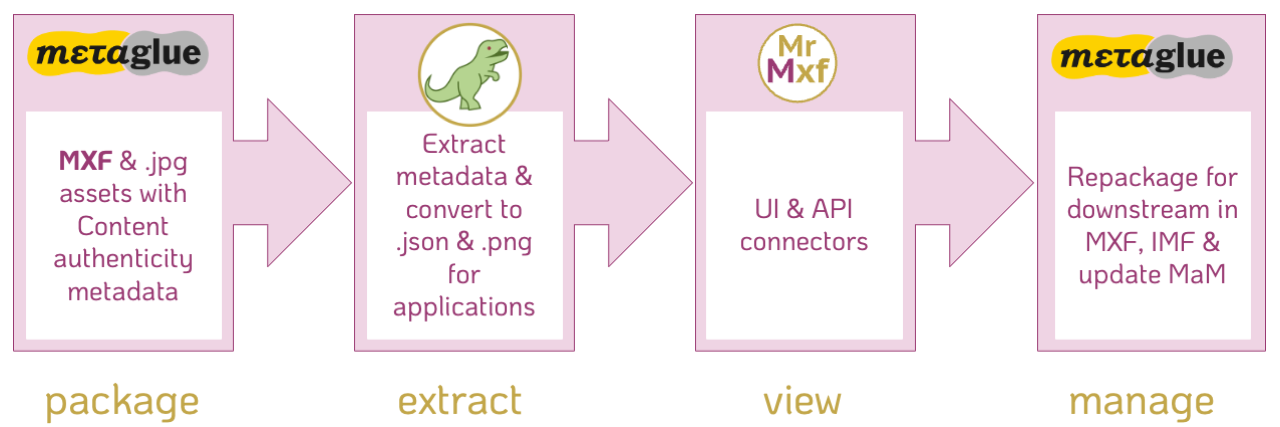 metaglue
MXF & .jpg
assets with
Content
authenticity
metadata
package
Extract
metadata &
convert to
.json & .png
for
applications
extract
Mr
Mxf
UI & API
connectors
view
metaglue
Repackage for
downstream in
MXF, IMF &
update MaM
manage